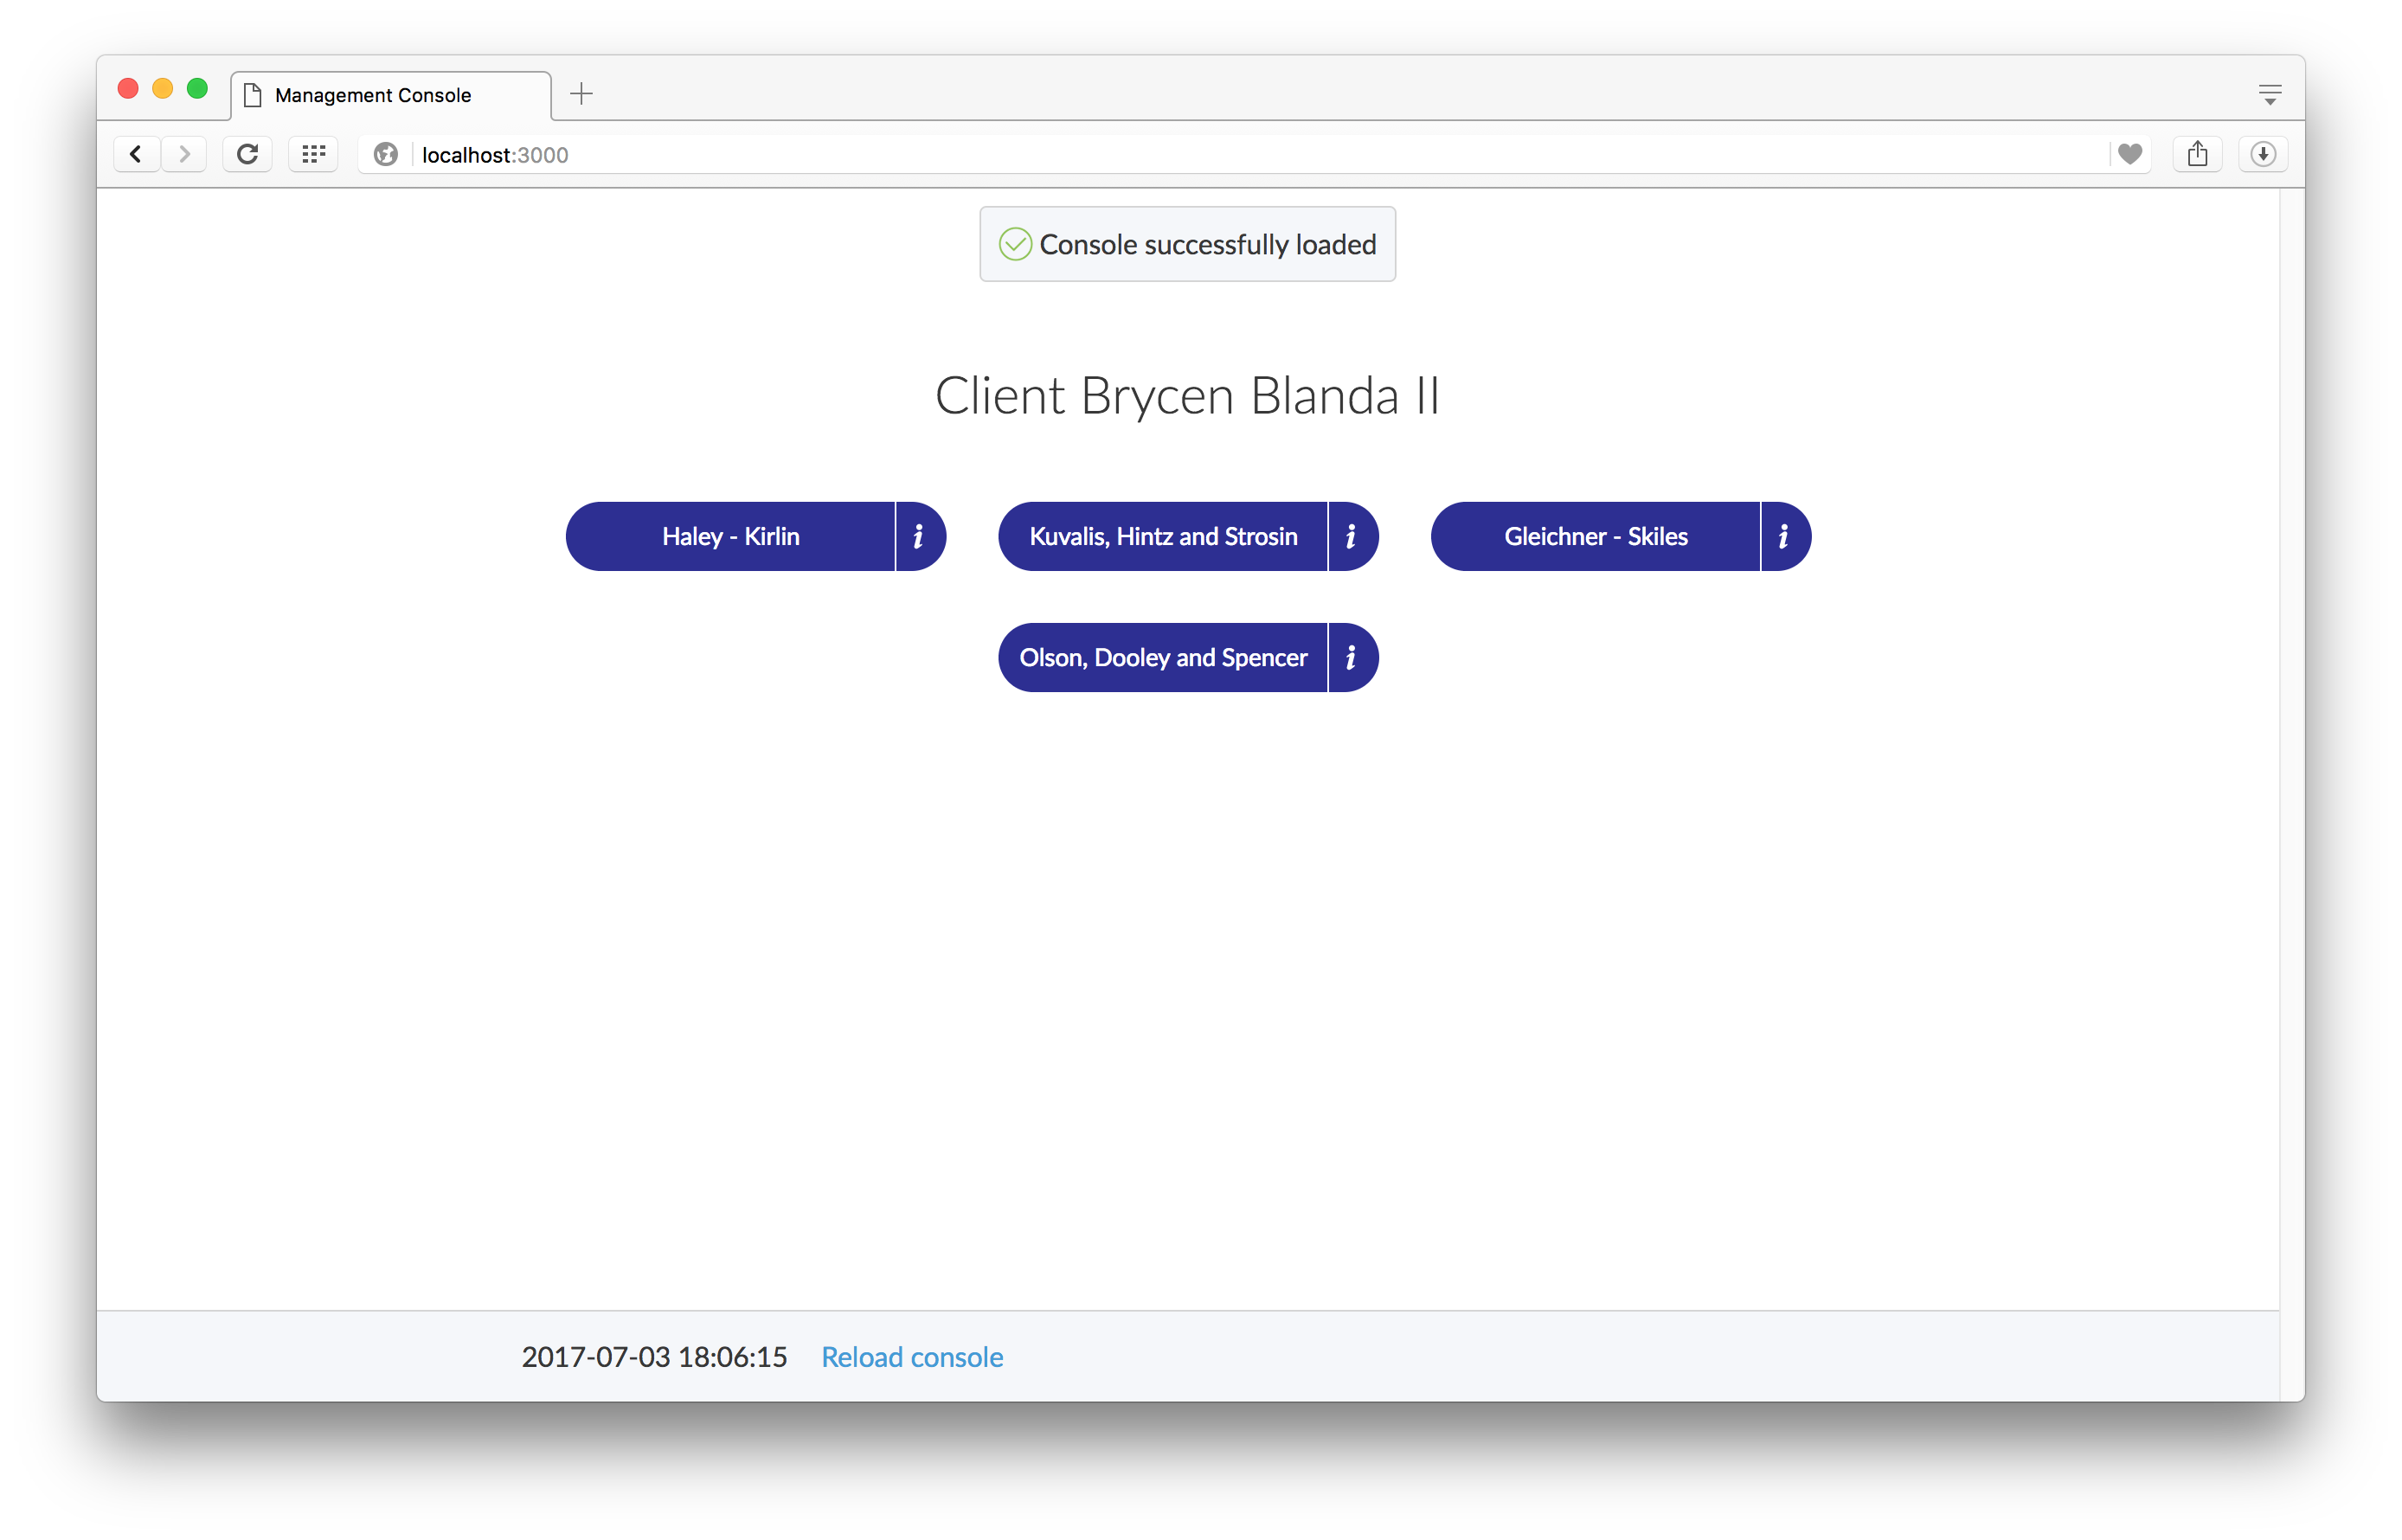 Management Console
localhost:3000
Console successfully loaded
Client Brycen Blanda II
Haley - Kirlin i Kuvalis, Hintz and Strosin i Gleichner - Skiles i
Olson, Dooley and Spencer i
2017-07-03 18:06:15 Reload console